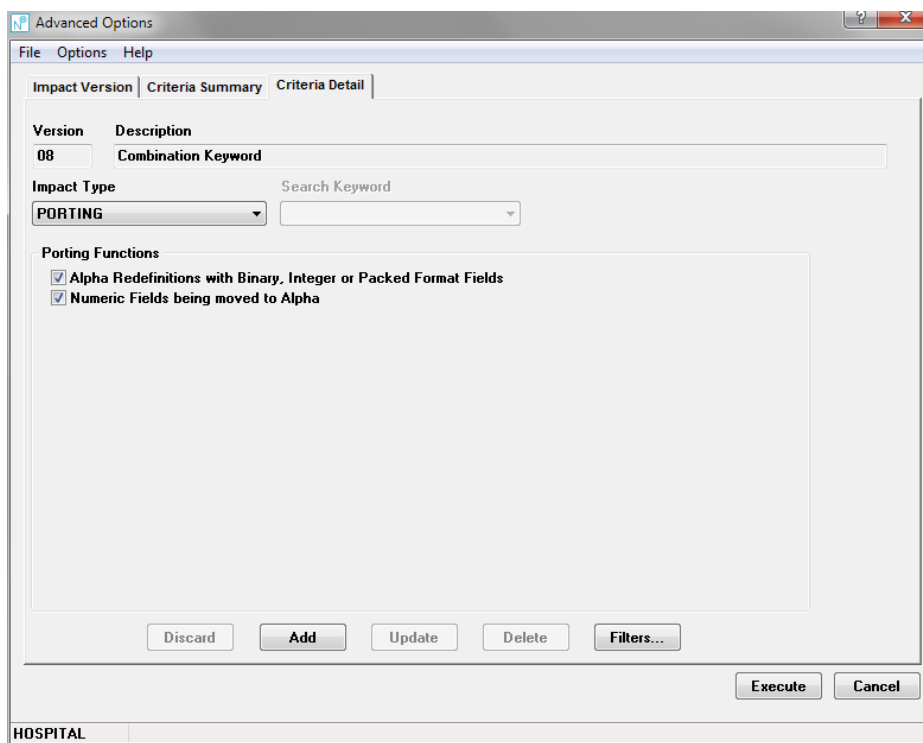 Advanced Options
File Options Help
Impact Version Criteria Summary Criteria Detail
Version Description
08 Combination Keyword
Impact Type Search Keyword
PORTING
Porting Functions
Alpha Redefinitions with Binary, Integer or Packed Format Fields
Numeric Fields being moved to Alpha
Discard Add Update Delete Filters...
Execute Cancel
HOSPITAL